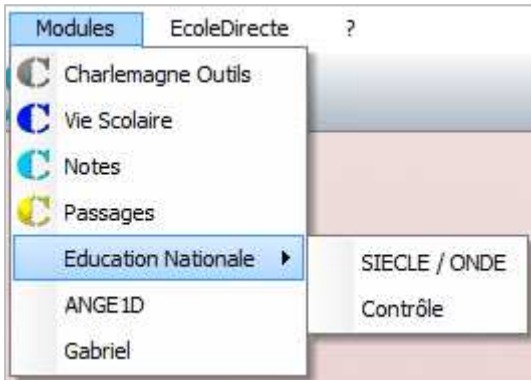 Modules EcoleDirecte ?
Charlemagne Outils
Vie Scolaire
Notes
Passages
Education Nationale
SIECLE / ONDE
ANGE1D
Contrôle
Gabriel